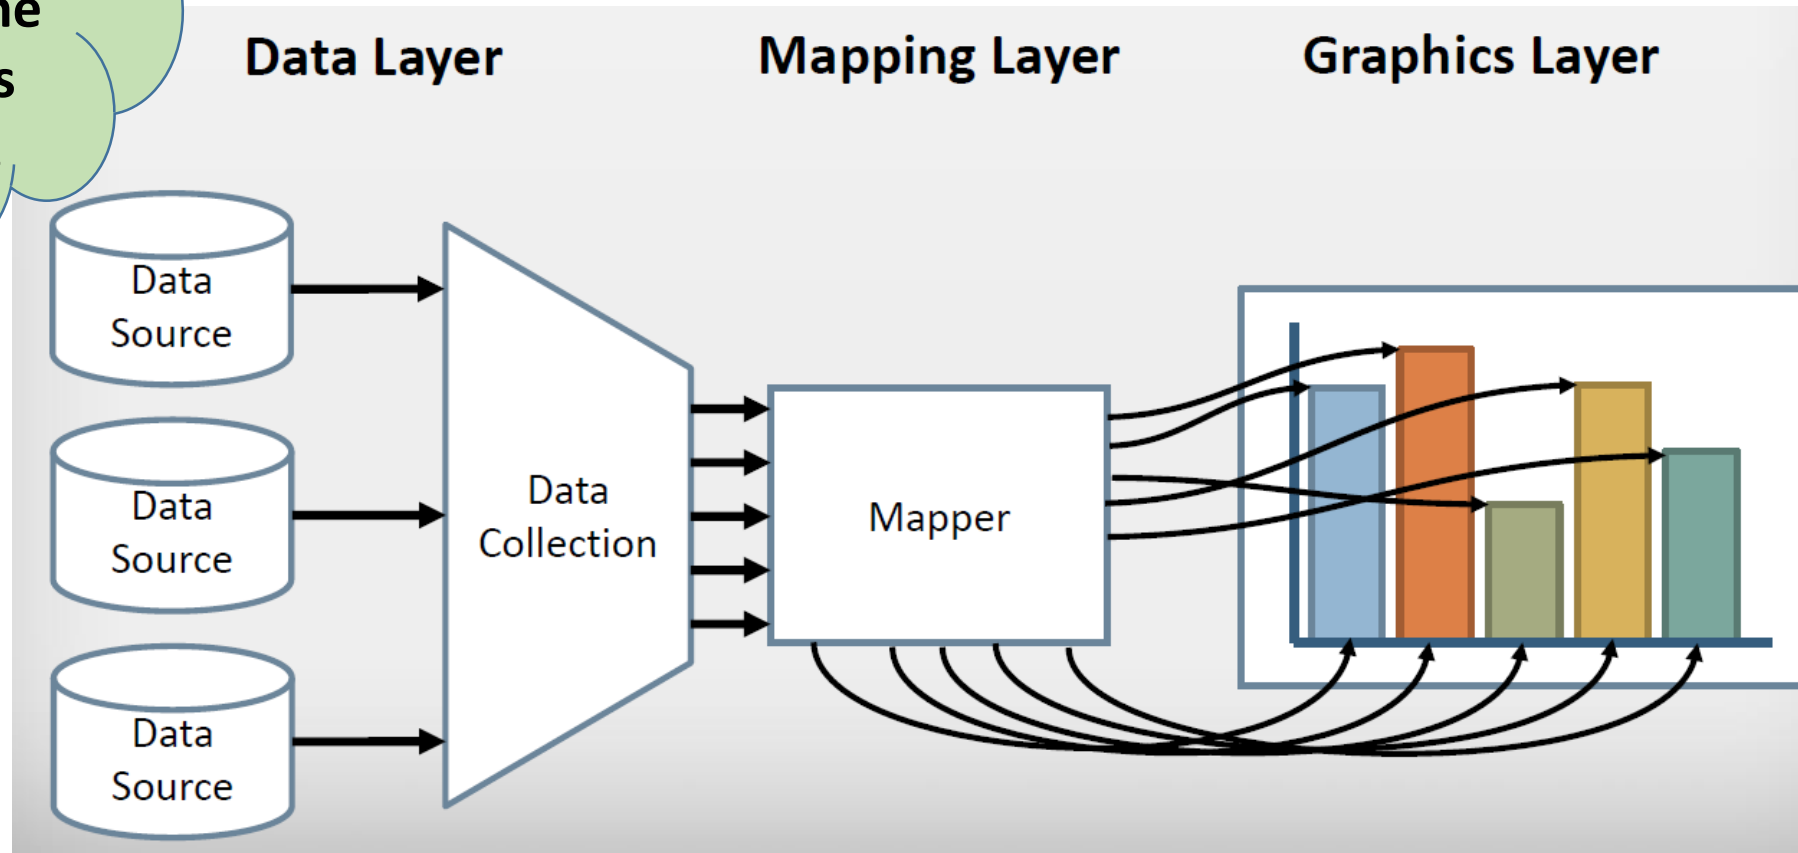 Data Layer
Mapping Layer
Graphics Layer
Data
Source
Data
Source
Data
Source
Data
Collection
Mapper